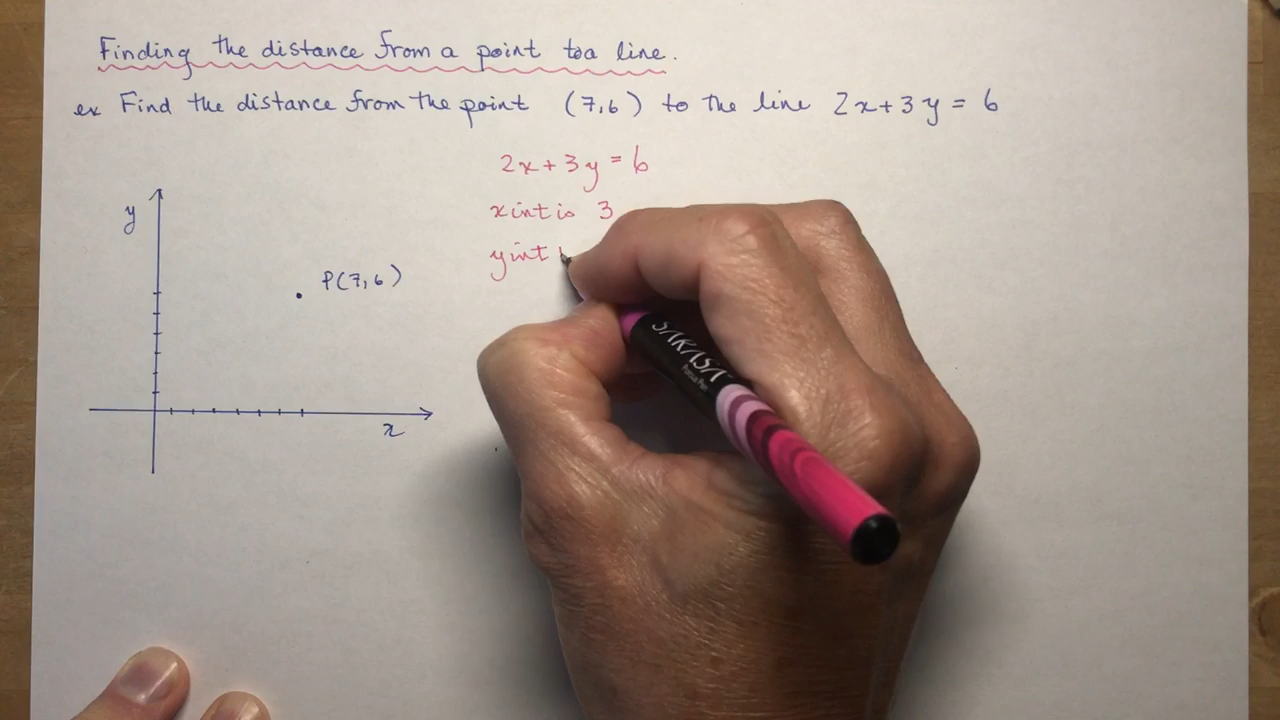 Finding the distance from a point to a line.
ex Find the distance from the point (7,6) to the line 2x+3y = 6
2x+3y = 6
x int is 3
y int
y
P(7,6)
x
SARASA